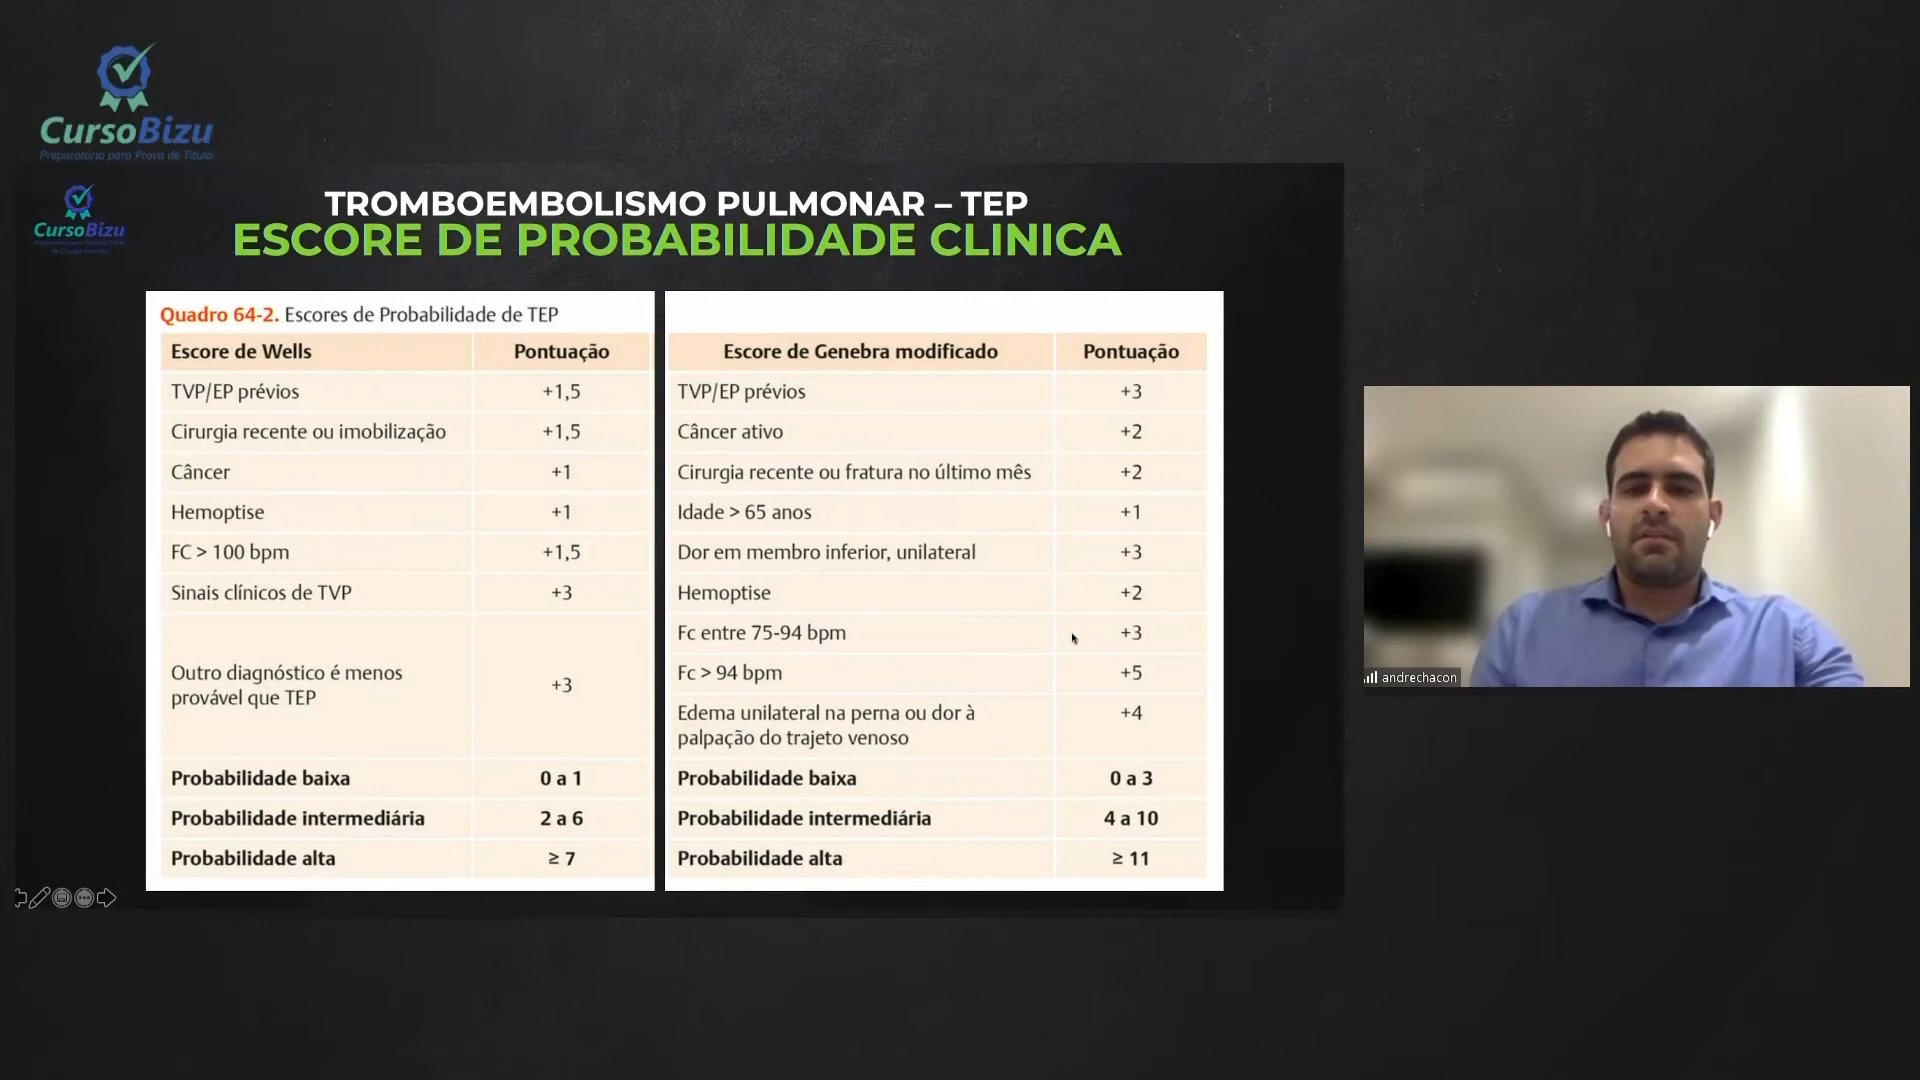 CursoBizu
Preparatório para Prova de Título
CursoBizu
TROMBOEMBOLISMO PULMONAR – TEP
ESCORE DE PROBABILIDADE CLINICA
Quadro 64-2. Escores de Probabilidade de TEP
Escore de Wells Pontuação
TVP/EP prévios +1,5
Cirurgia recente ou imobilização +1,5
Câncer +1
Hemoptise +1
FC > 100 bpm +1,5
Sinais clínicos de TVP +3
Outro diagnóstico é menos
provável que TEP +3
Probabilidade baixa 0 a 1
Probabilidade intermediária 2 a 6
Probabilidade alta ≥ 7
Escore de Genebra modificado Pontuação
TVP/EP prévios +3
Câncer ativo +2
Cirurgia recente ou fratura no último mês +2
Idade > 65 anos +1
Dor em membro inferior, unilateral +3
Hemoptise +2
Fc entre 75-94 bpm +3
Fc > 94 bpm +5
Edema unilateral na perna ou dor à +4
palpação do trajeto venoso
Probabilidade baixa 0 a 3
Probabilidade intermediária 4 a 10
Probabilidade alta ≥ 11
andrechacon